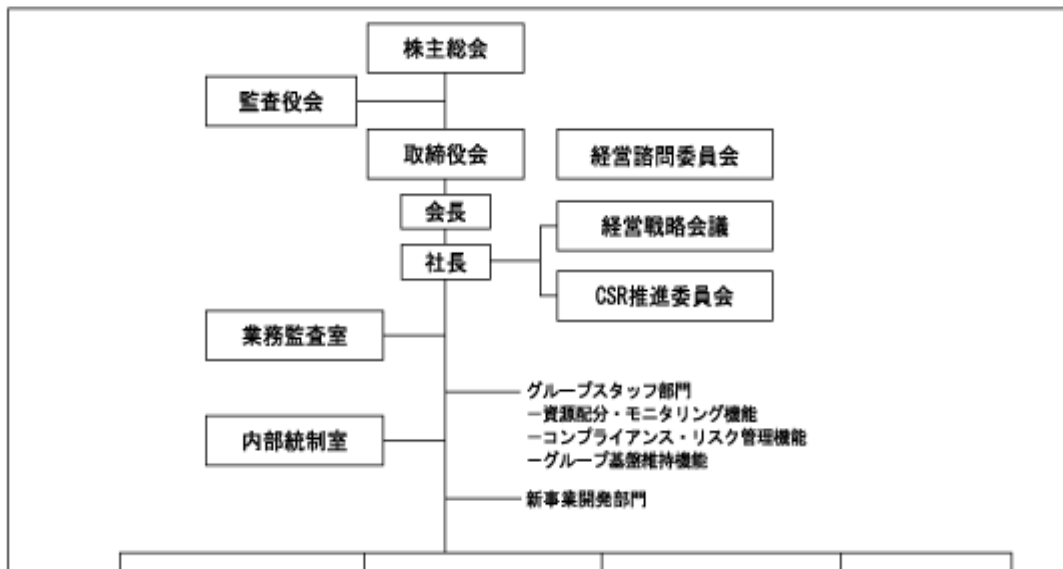 株主総会
監査役会
取締役会
経営諮問委員会
会長
経営戦略会議
社長
CSR推進委員会
業務監査室
グループスタッフ部門
－資源配分・モニタリング機能
－コンプライアンス・リスク管理機能
－グループ基盤維持機能
内部統制室
新事業開発部門